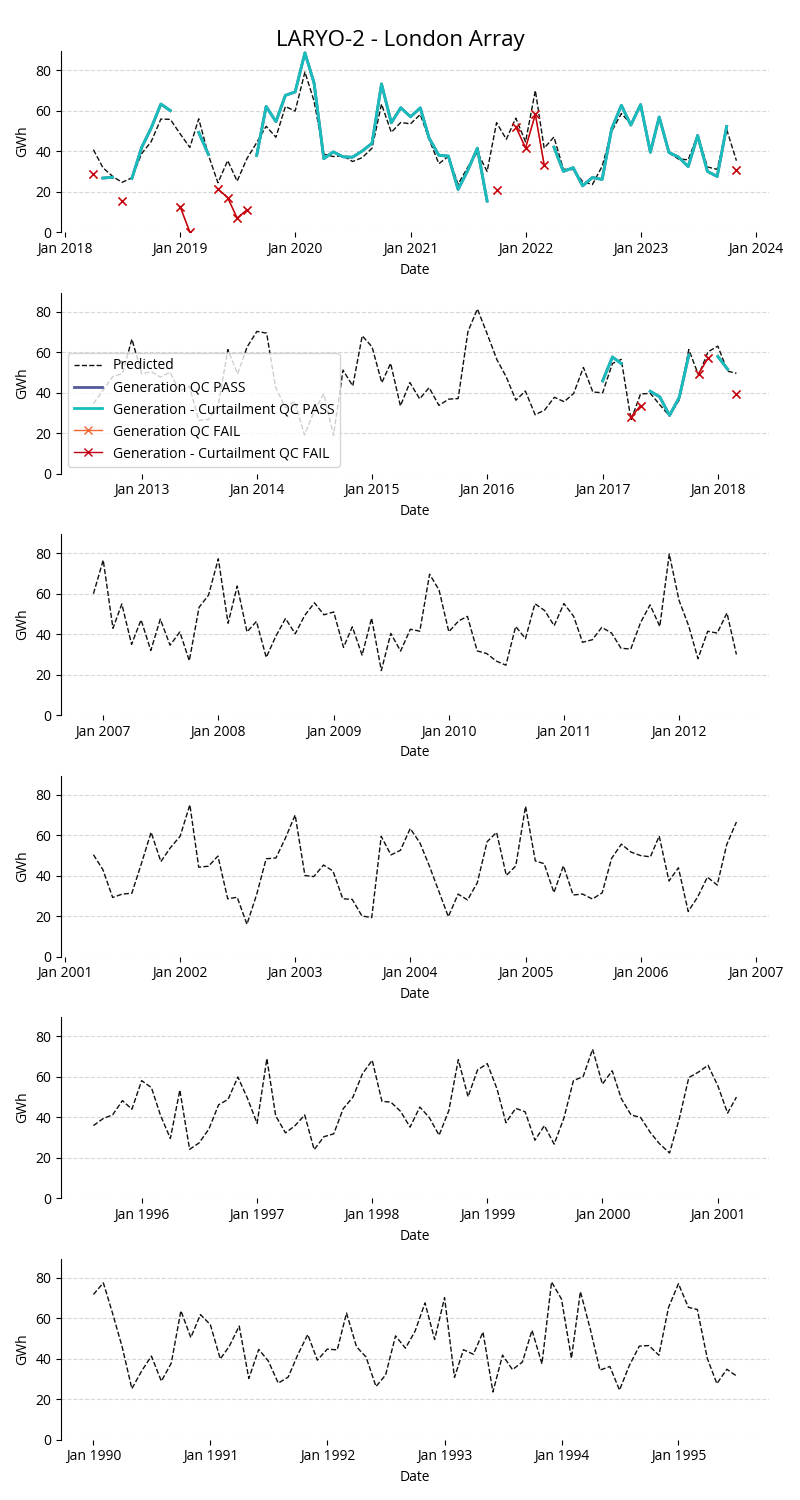 LARYO-2 - London Array
80
60
40
20
0
GWh
Jan 2018 Jan 2019 Jan 2020 Jan 2021 Jan 2022 Jan 2023 Jan 2024
Date
80
60
40
20
0
GWh
Predicted
Generation QC PASS
Generation - Curtailment QC PASS
Generation QC FAIL
Generation - Curtailment QC FAIL
Jan 2013 Jan 2014 Jan 2015 Jan 2016 Jan 2017 Jan 2018
Date
80
60
40
20
0
GWh
Jan 2007 Jan 2008 Jan 2009 Jan 2010 Jan 2011 Jan 2012
Date
80
60
40
20
0
GWh
Jan 2001 Jan 2002 Jan 2003 Jan 2004 Jan 2005 Jan 2006 Jan 2007
Date
80
60
40
20
0
GWh
Jan 1996 Jan 1997 Jan 1998 Jan 1999 Jan 2000 Jan 2001
Date
80
60
40
20
0
GWh
Jan 1990 Jan 1991 Jan 1992 Jan 1993 Jan 1994 Jan 1995
Date